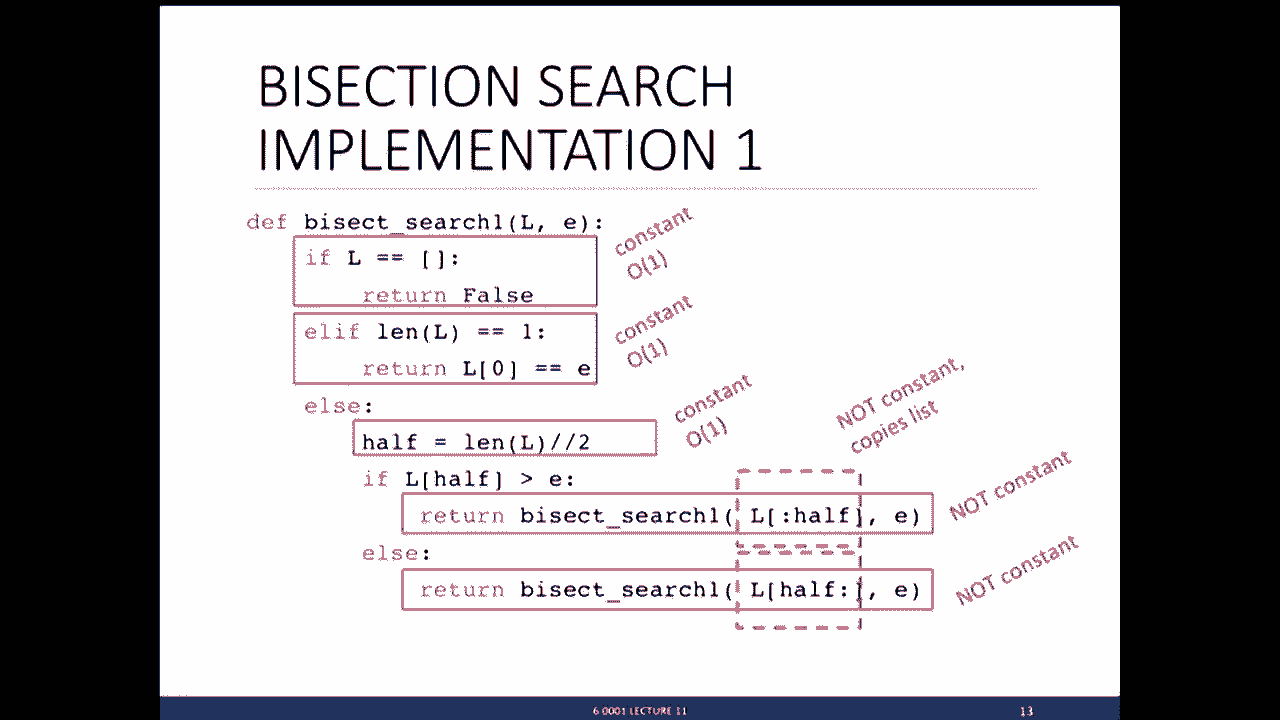 BISECTION SEARCH
IMPLEMENTATION 1
def bisect_search1(L, e):
if L == []:
return False
constant
O(1)
elif len(L) == 1:
return L[0] == e
constant
O(1)
else:
half = len(L)//2
constant
O(1)
if L[half] > e:
return bisect_search1( L[:half], e)
NOT constant,
copies list
NOT constant
else:
return bisect_search1( L[half:], e)
NOT constant
6.0001 LECTURE 11
13